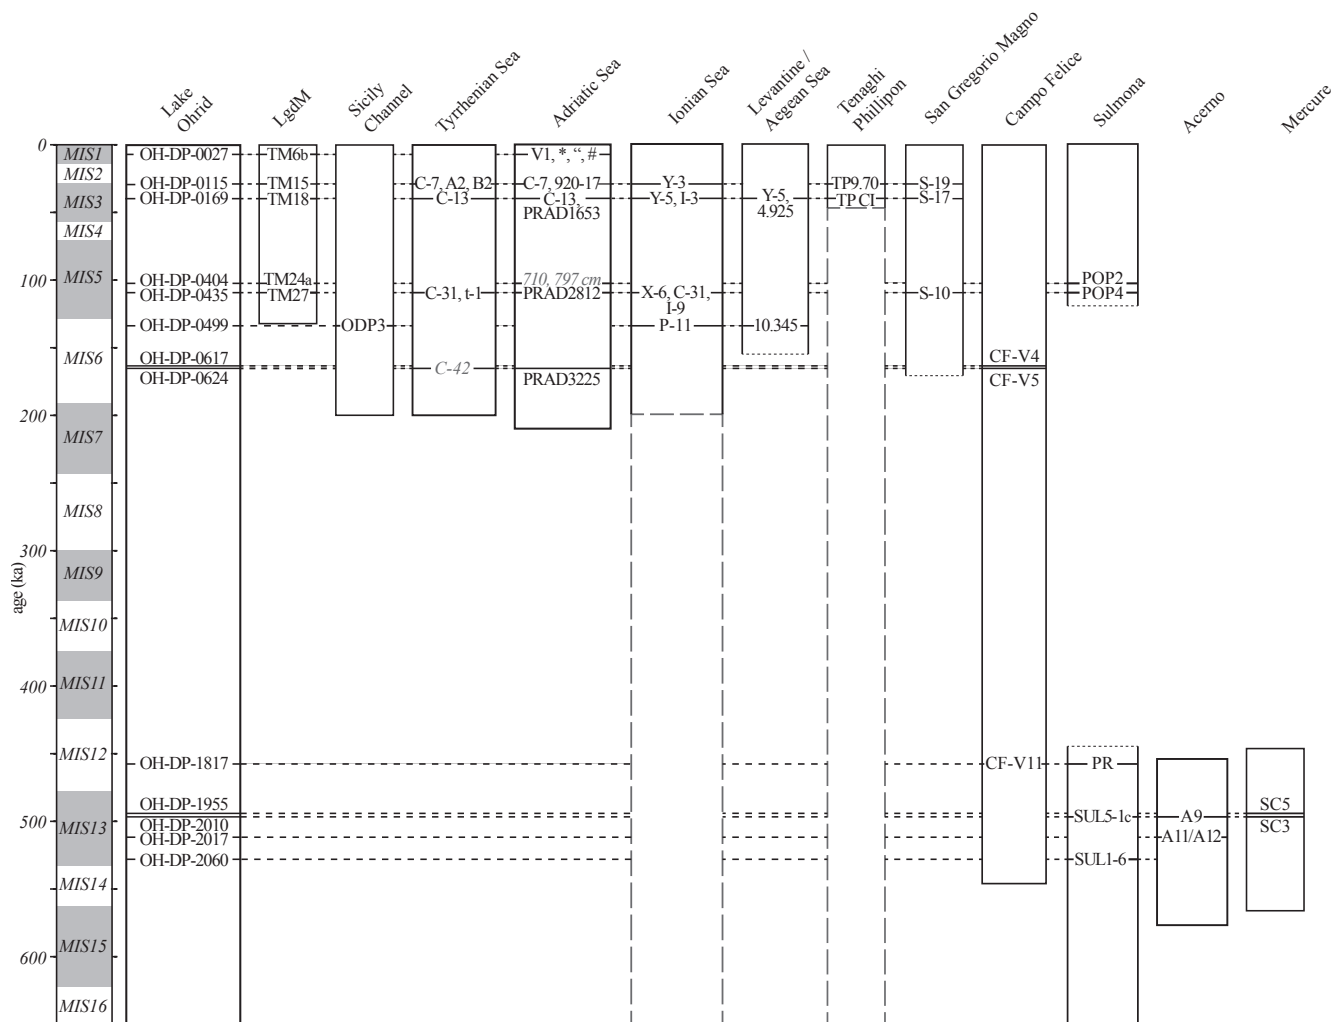 Lake
Ohrid
LgdM
Sicily
Channel
Tyrrhenian Sea
Adriatic Sea
Ionian Sea
Levantine /
Aegean Sea
Tenaghi
Phillipon
San Gregorio Magno
Campo Felice
Sulmona
Acerno
Mercure
0
MIS1 OH-DP-0027 TM6b V1, *, “, #
MIS2
OH-DP-0115 TM15 C-7, A2, B2 C-7, 920-17 Y-3 TP9.70 S-19
MIS3 OH-DP-0169 TM18 C-13 C-13, Y-5, I-3 Y-5, TP CI S-17
PRAD1653 4.925
MIS4
MIS5
100 OH-DP-0404 TM24a 710, 797 cm POP2
OH-DP-0435 TM27 C-31, t-1 PRAD2812 X-6, C-31, S-10 POP4
I-9
OH-DP-0499 ODP3 P-11 10.345
MIS6 OH-DP-0617 CF-V4
C-42
OH-DP-0624 PRAD3225 CF-V5
200
MIS7
MIS8
300
MIS9
age (ka)
MIS10
400 MIS11
MIS12
OH-DP-1817 CF-V11 PR
OH-DP-1955 SC5
500 MIS13 OH-DP-2010 SUL5-1c A9 SC3
OH-DP-2017 A11/A12
OH-DP-2060 SUL1-6
MIS14
MIS15
600
MIS16